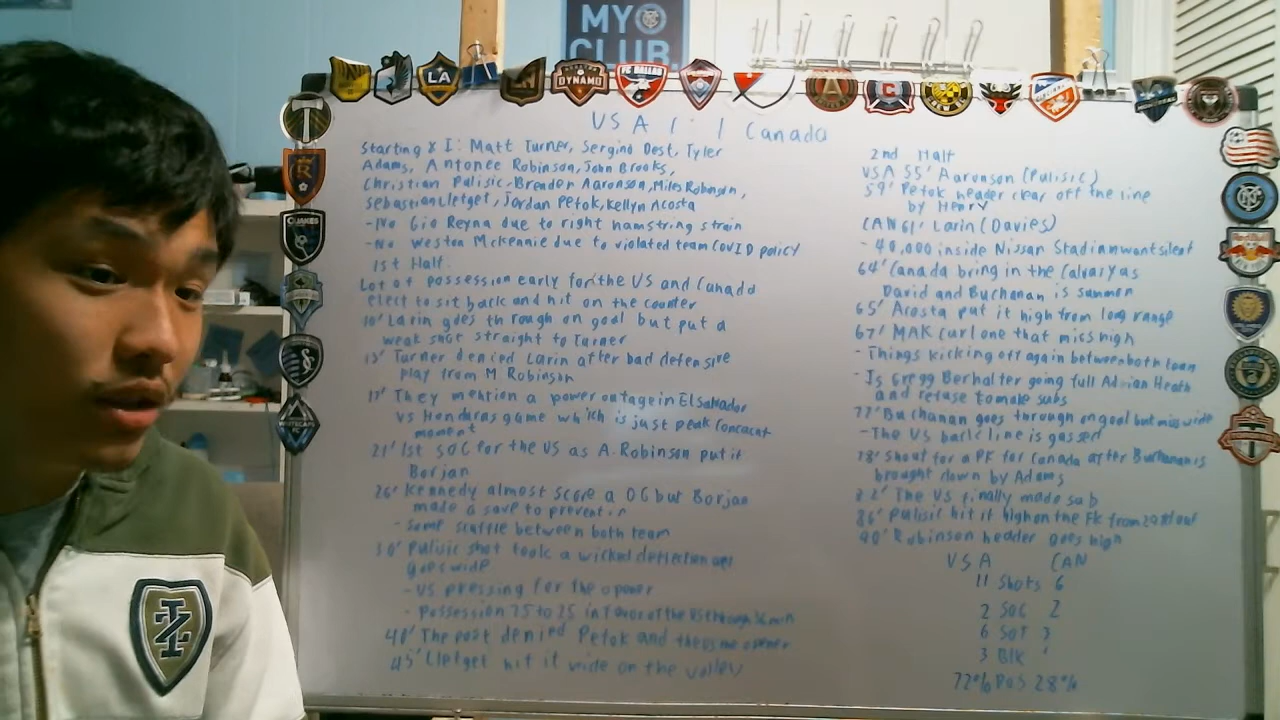 MY
CLUB.
LA
DYNAMO
FC DALLAS
USA 1:1 Canada
Starting XI: Matt Turner, Sergino Dest, Tyler
Adams, Antonee Robinson, John Brooks,
Christian Pulisic, Brenden Aaronson, Miles Robinson,
Sebastian Lletget, Jordan Pefok, Kellyn Acosta
-No Gio Reyna due to right hamstring strain
-No Weston Mckennie due to violated team COVID policy
1st Half.
Lot of possession early for the US and Canada
elect to sit back and hit on the counter
10' Larin goes through on goal but put a
weak shot straight to Turner
13' Turner denied Larin after bad defensive
play from M Robinson
17' They mention a power outage in El Salvador
vs Honduras game which is just peak Concacaf
moment
21' 1st SOC for the US as A. Robinson put it
Borjan
26' Kennedy almost score a OG but Borjan
made a save to prevent it
- Some scuffle between both team
30' Pulisic shot took a wicked deflection and
goes wide
- US pressing for the opener
- Possession 75 to 25 in favor of the US through 36 min
40' The post denied Pefok and the US the opener
45' Lletget hit it wide on the volley
2nd Half
USA 55' Aaronson (Pulisic)
59' Pefok header clear off the line
by Henry
CAN 61' Larin (Davies)
- 40,000 inside Nissan Stadium went silent
64' Canada bring in the Calvalry as
David and Buchanan is summon
65' Acosta put it high from long range
67' MAK curl one that miss high
- Things kicking off again between both team
- Is Gregg Berhalter going full Adrian Heath
and refuse to make subs
77' Buchanan goes through on goal but miss wide
- The US backline is gassed
78' Shout for a PK for Canada after Buchanan is
brought down by Adams
82' The US finally made sub
86' Pulisic hit it high on the FK from 29 yd out
90' Robinson header goes high
USA CAN
11 Shots 6
2 SOC 2
6 SOT 3
3 Blk 1
72% Pos 28%